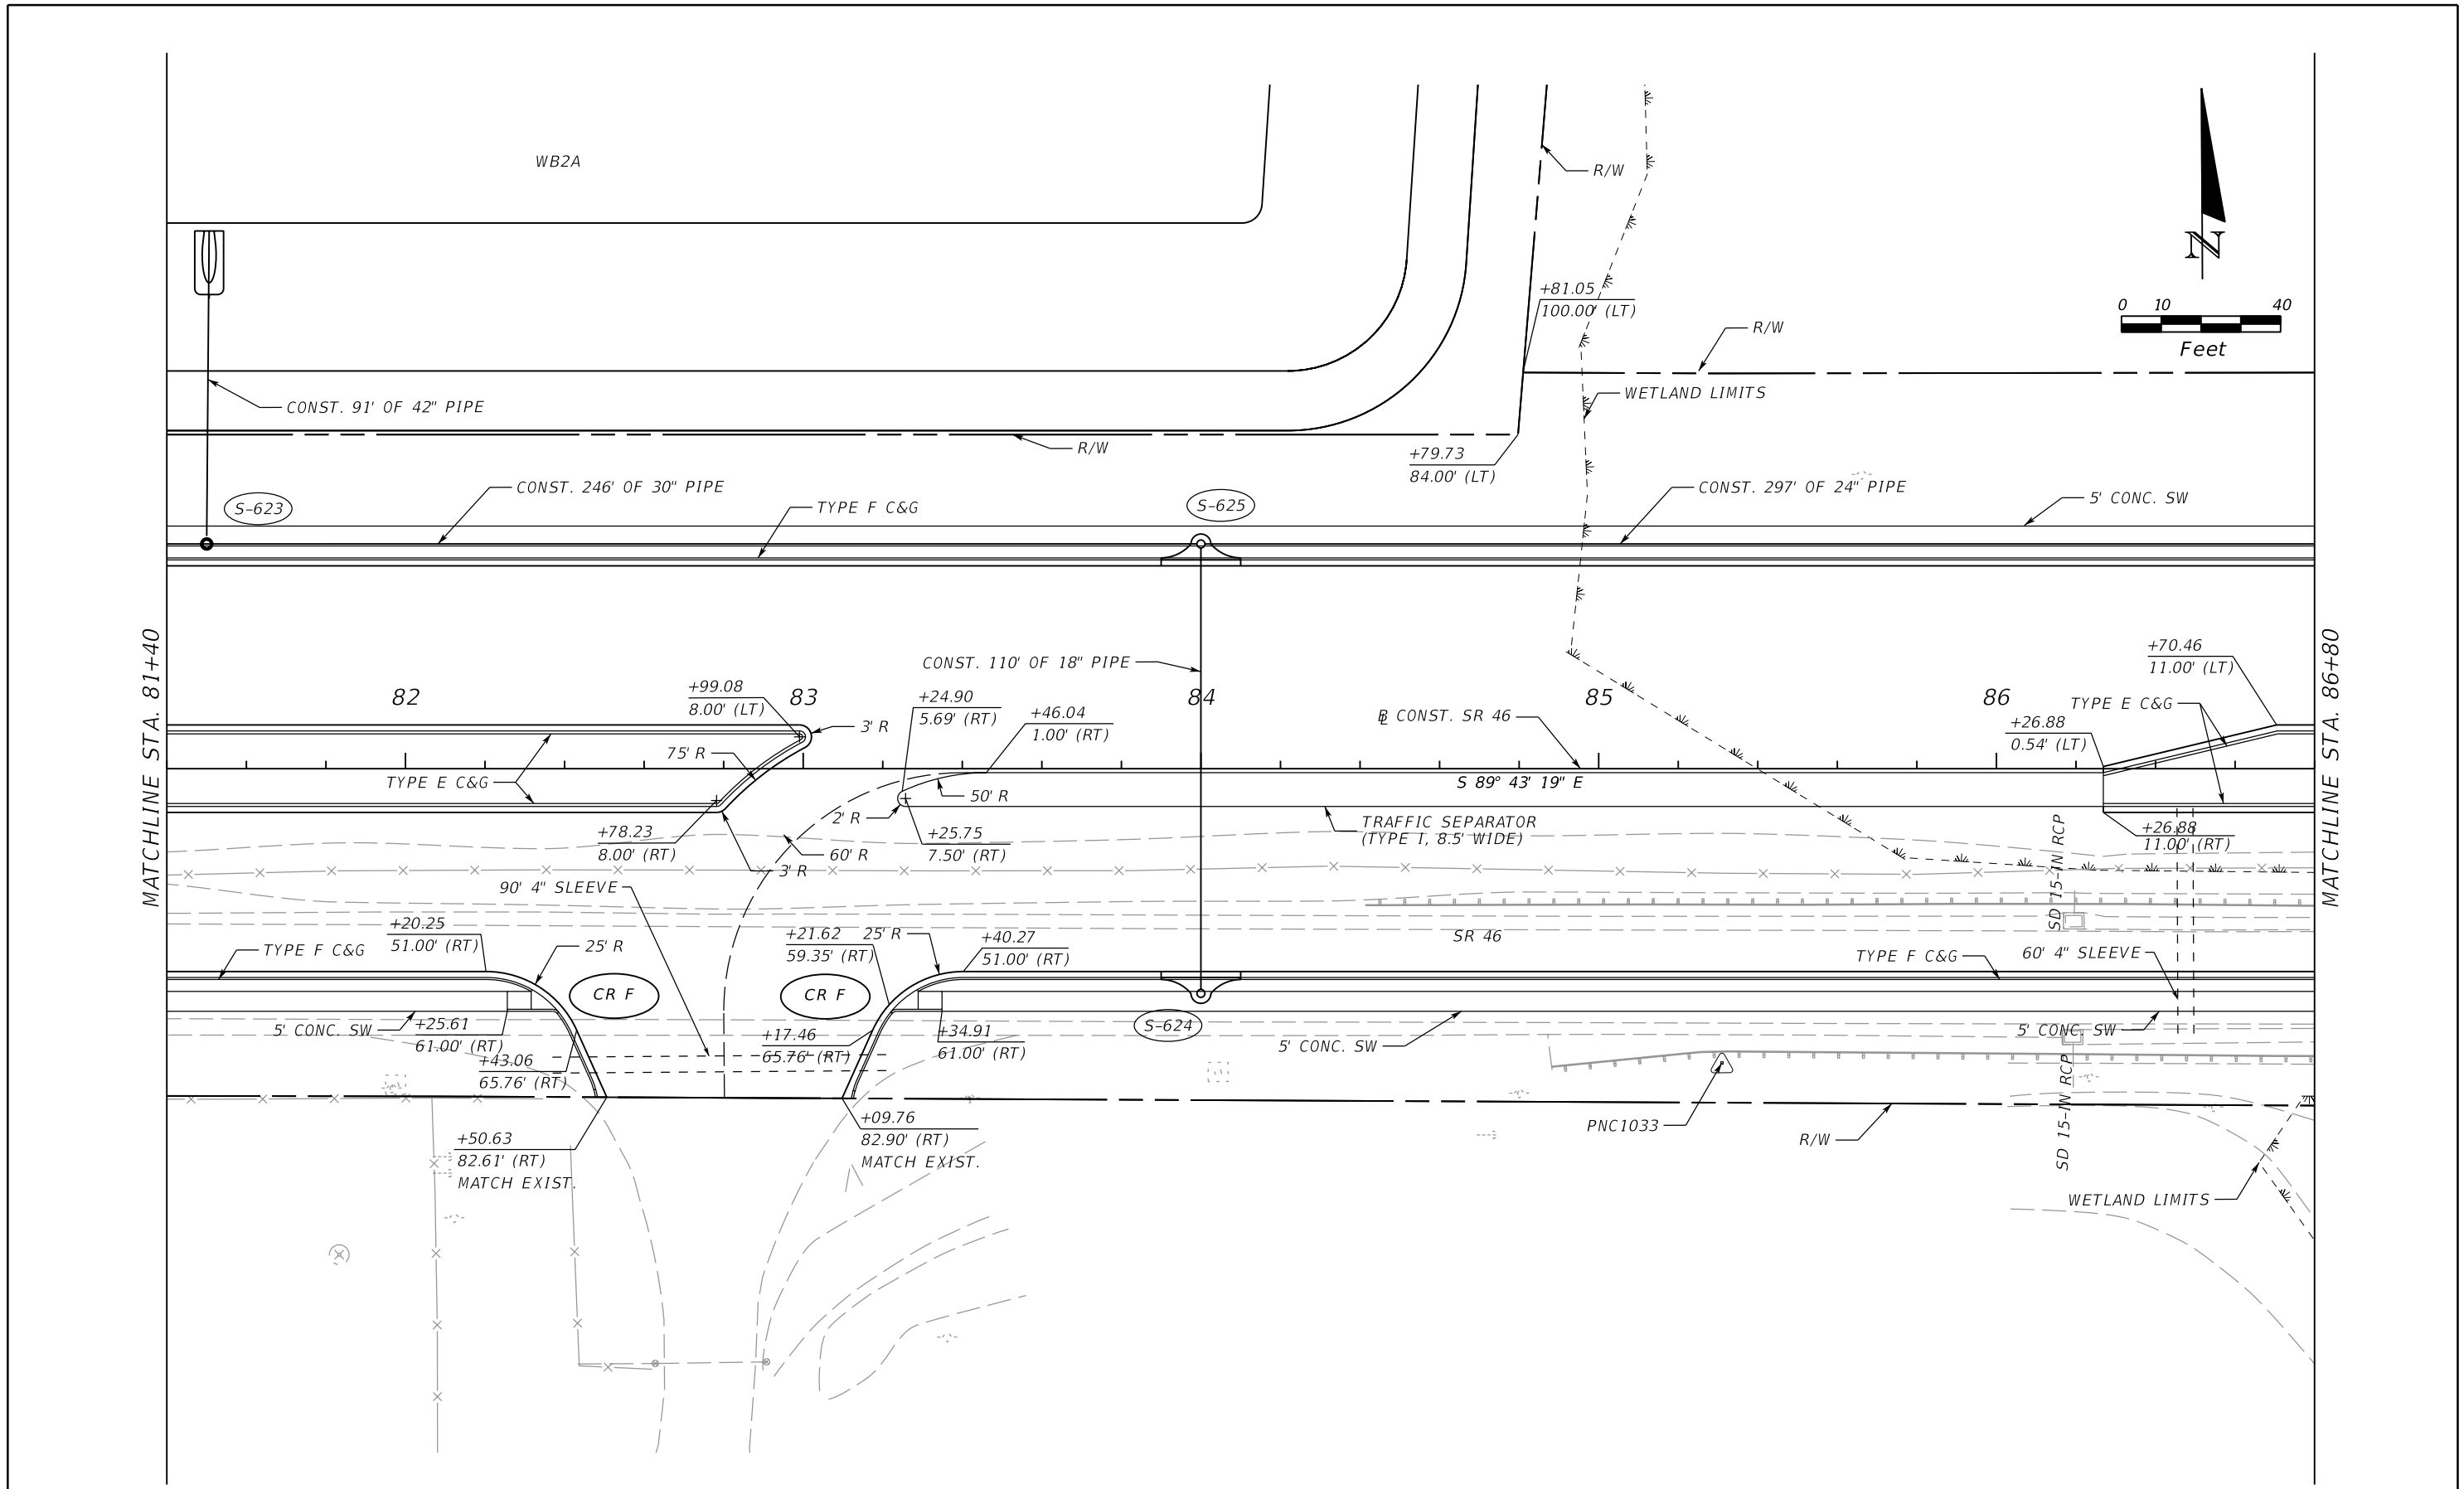 WB2A
R/W
N
0 10 40
Feet
+81.05
100.00' (LT)
R/W
WETLAND LIMITS
CONST. 91' OF 42" PIPE
R/W
+79.73
84.00' (LT)
CONST. 246' OF 30" PIPE
CONST. 297' OF 24" PIPE
5' CONC. SW
S-623
TYPE F C&G
S-625
MATCHLINE STA. 81+40
MATCHLINE STA. 86+80
CONST. 110' OF 18" PIPE
+70.46
11.00' (LT)
82
+99.08
8.00' (LT)
83
+24.90
5.69' (RT)
84
85
86
TYPE E C&G
3' R
+46.04
1.00' (RT)
B CONST. SR 46
+26.88
0.54' (LT)
75' R
TYPE E C&G
S 89° 43' 19" E
50' R
2' R
TRAFFIC SEPARATOR
(TYPE I, 8.5' WIDE)
+78.23
8.00' (RT)
+25.75
7.50' (RT)
+26.88
11.00' (RT)
60' R
3' R
SD 15-IN RCP
90' 4" SLEEVE
+20.25
51.00' (RT)
+21.62
59.35' (RT)
25' R
+40.27
51.00' (RT)
SR 46
TYPE F C&G
25' R
TYPE F C&G
60' 4" SLEEVE
CR F
CR F
5' CONC. SW
+25.61
61.00' (RT)
+17.46
65.76' (RT)
+34.91
61.00' (RT)
S-624
5' CONC. SW
5' CONC. SW
+43.06
65.76' (RT)
SD 15-IN RCP
+50.63
82.61' (RT)
MATCH EXIST.
+09.76
82.90' (RT)
MATCH EXIST.
PNC1033
R/W
WETLAND LIMITS